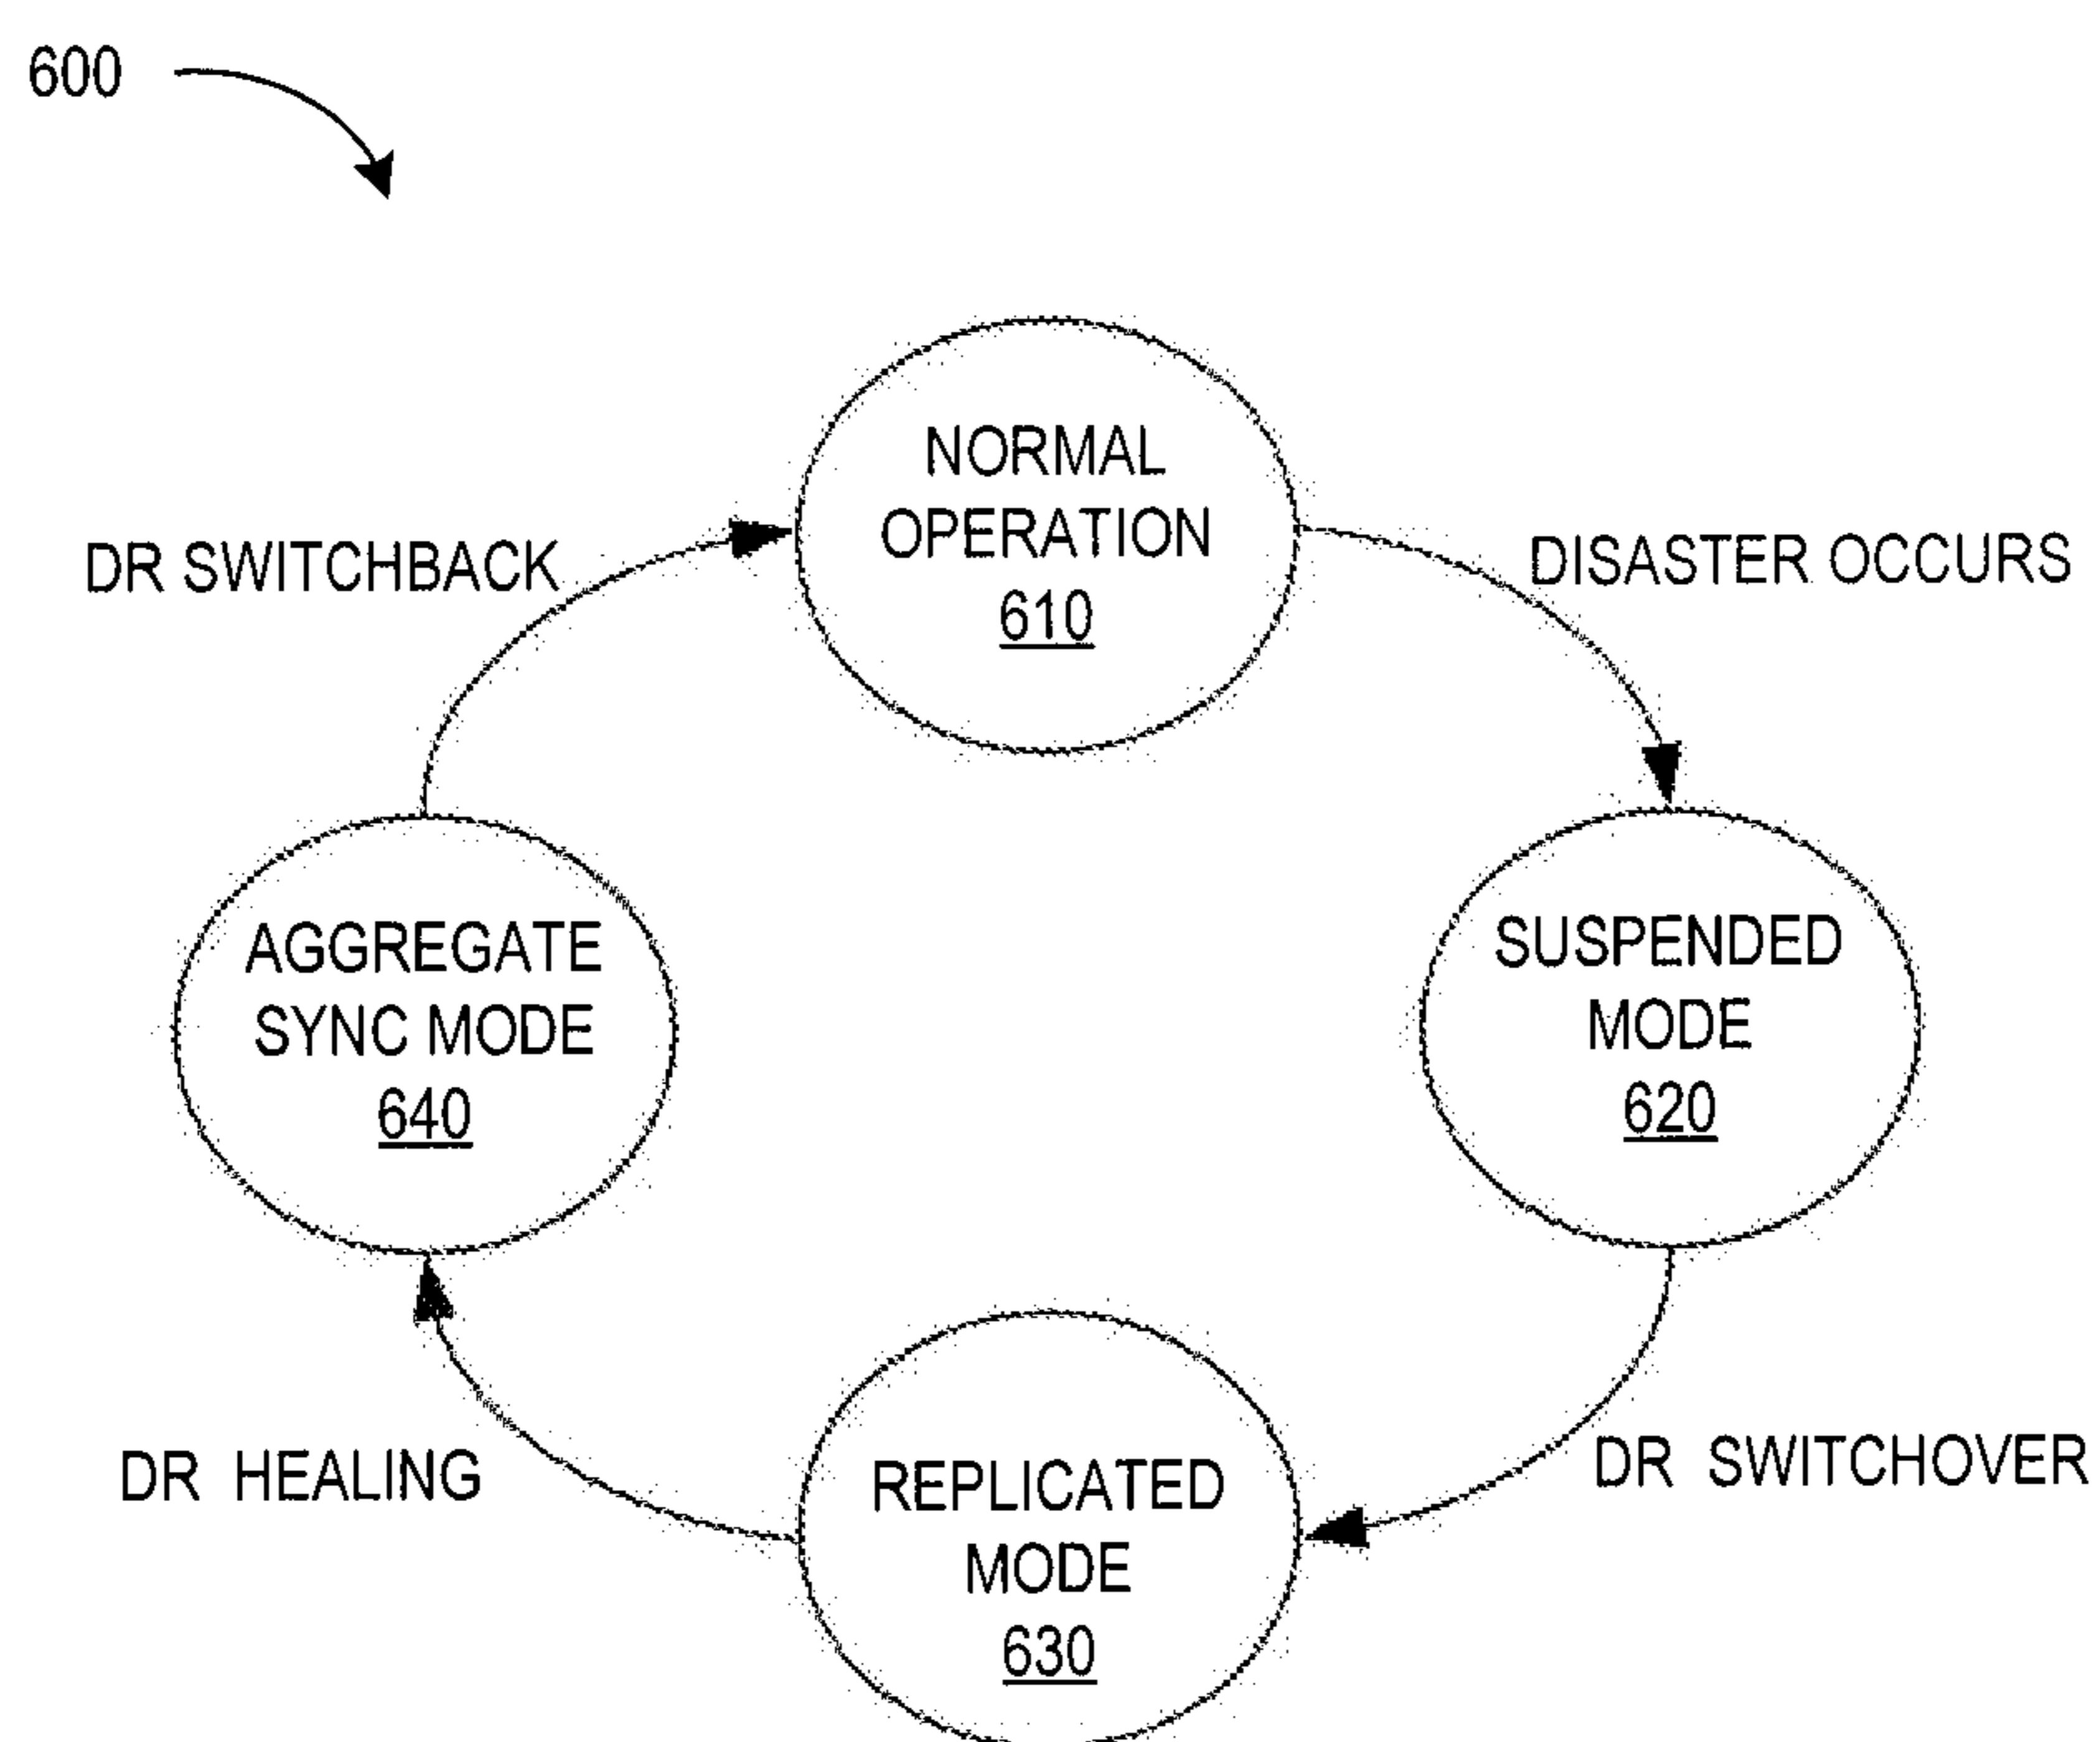 600
NORMAL
OPERATION
610
DR SWITCHBACK
DISASTER OCCURS
AGGREGATE
SYNC MODE
640
SUSPENDED
MODE
620
DR HEALING
REPLICATED
MODE
630
DR SWITCHOVER